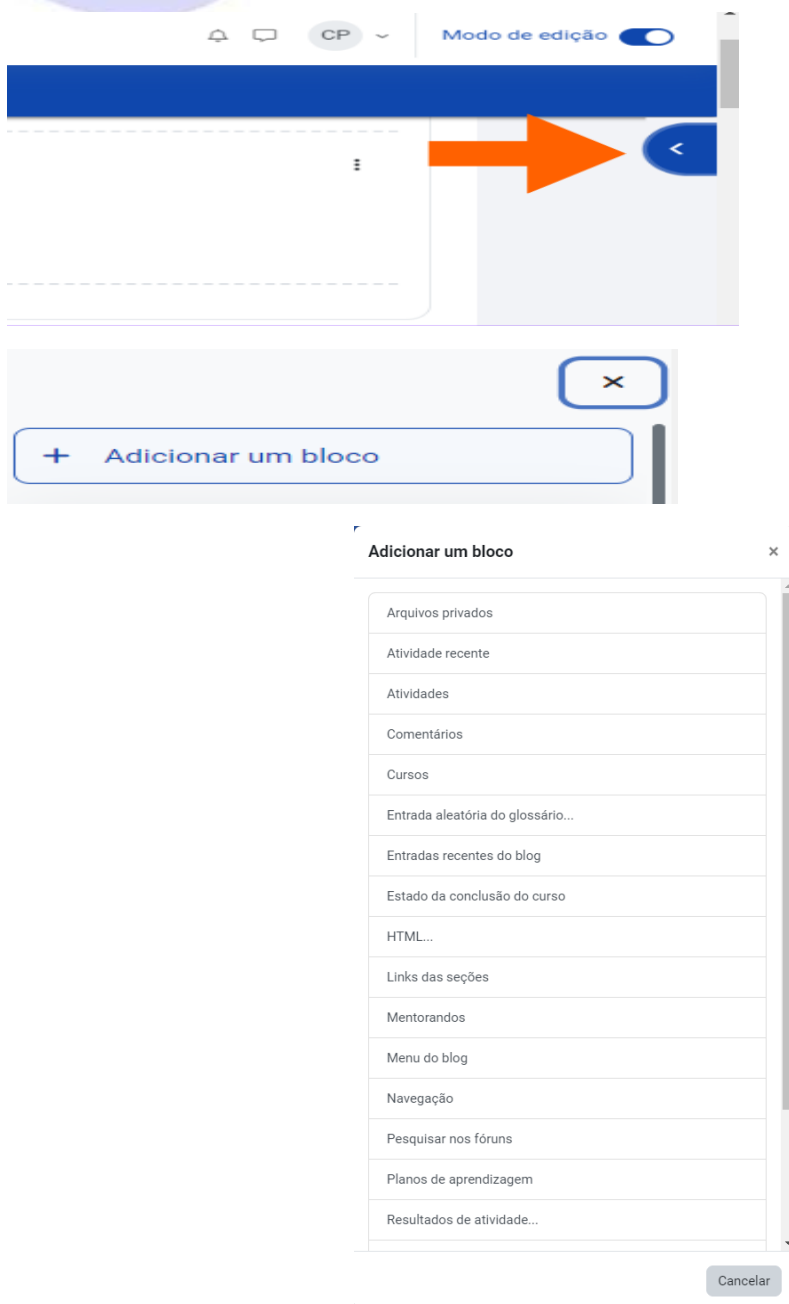 CP
Modo de edição
Adicionar um bloco
Adicionar um bloco
Arquivos privados
Atividade recente
Atividades
Comentários
Cursos
Entrada aleatória do glossário...
Entradas recentes do blog
Estado da conclusão do curso
HTML...
Links das seções
Mentorandos
Menu do blog
Navegação
Pesquisar nos fóruns
Planos de aprendizagem
Resultados de atividade...
Cancelar